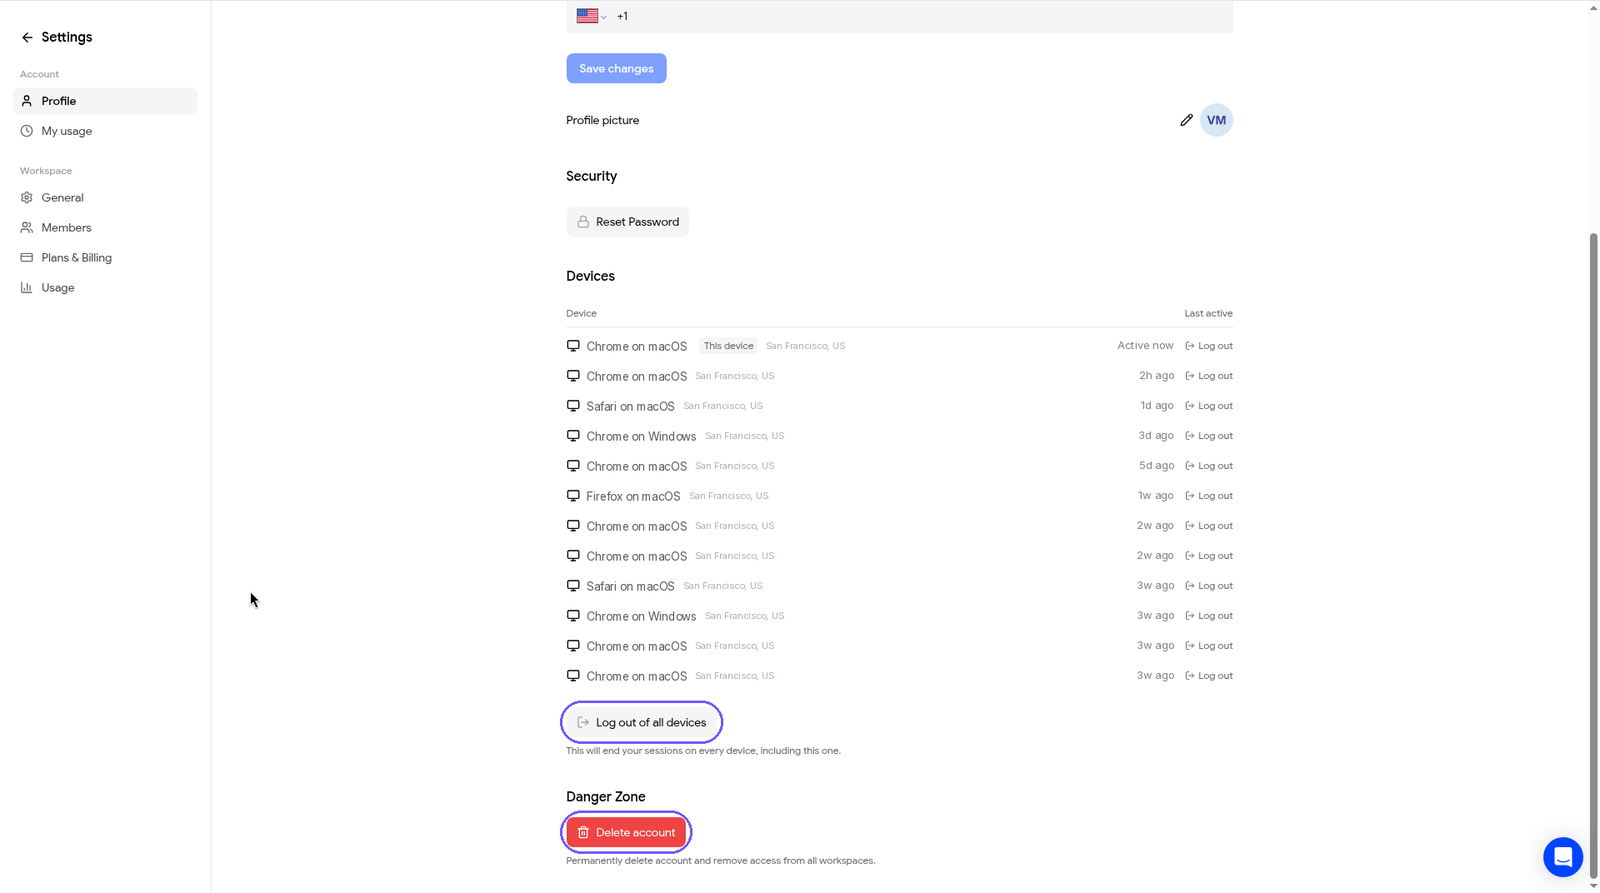 Settings
Account
Profile
My usage
Workspace
General
Members
Plans & Billing
Usage
+1
Save changes
Profile picture
VM
Security
Reset Password
Devices
Device Last active
Chrome on macOS This device San Francisco, US Active now Log out
Chrome on macOS San Francisco, US 2h ago Log out
Safari on macOS San Francisco, US 1d ago Log out
Chrome on Windows San Francisco, US 3d ago Log out
Chrome on macOS San Francisco, US 5d ago Log out
Firefox on macOS San Francisco, US 1w ago Log out
Chrome on macOS San Francisco, US 2w ago Log out
Chrome on macOS San Francisco, US 2w ago Log out
Safari on macOS San Francisco, US 3w ago Log out
Chrome on Windows San Francisco, US 3w ago Log out
Chrome on macOS San Francisco, US 3w ago Log out
Chrome on macOS San Francisco, US 3w ago Log out
Log out of all devices
This will end your sessions on every device, including this one.
Danger Zone
Delete account
Permanently delete account and remove access from all workspaces.